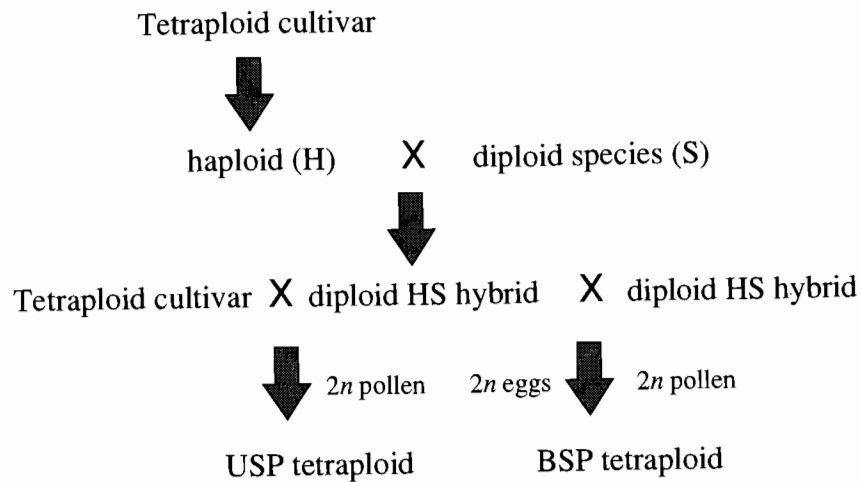 Tetraploid cultivar
haploid (H) X diploid species (S)
Tetraploid cultivar X diploid HS hybrid X diploid HS hybrid
2n pollen 2n eggs 2n pollen
USP tetraploid BSP tetraploid